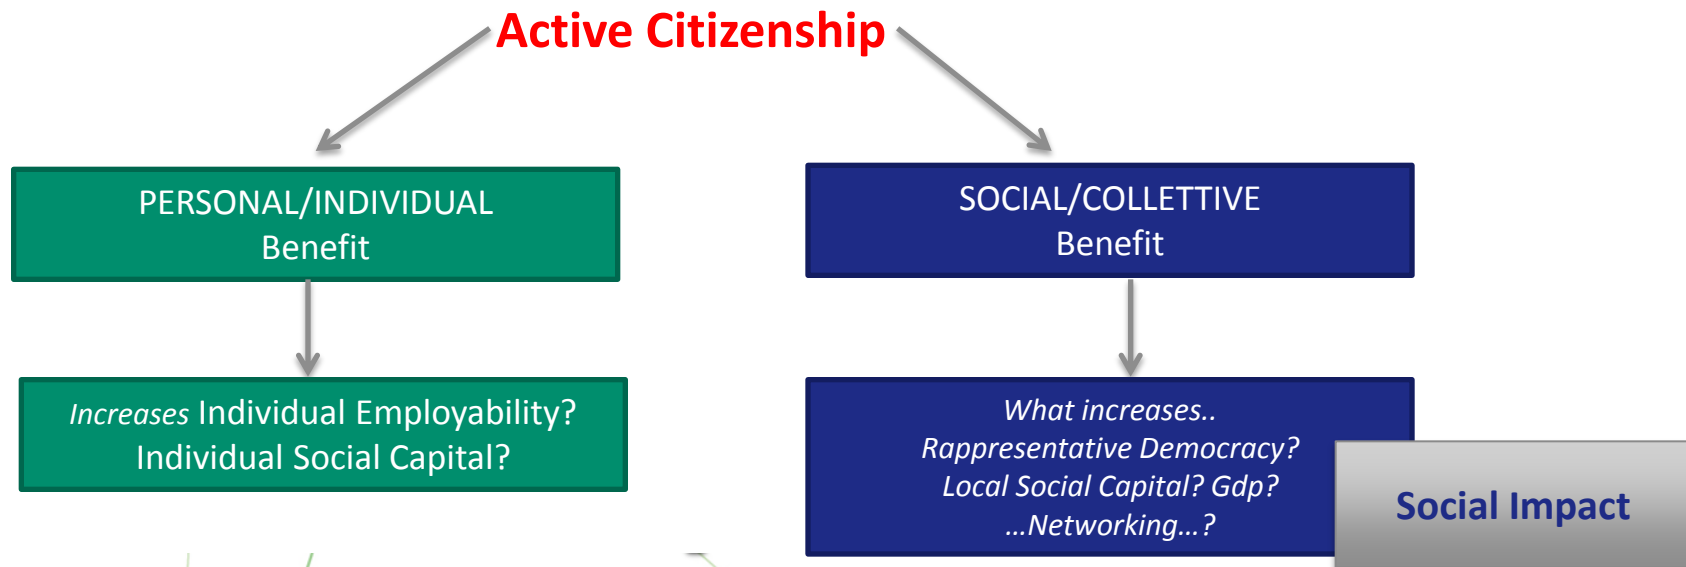 Active Citizenship
PERSONAL/INDIVIDUAL
Benefit
SOCIAL/COLLETTIVE
Benefit
Increases Individual Employability?
Individual Social Capital?
What increases..
Rappresentative Democracy?
Local Social Capital? Gdp?
...Networking...?
Social Impact